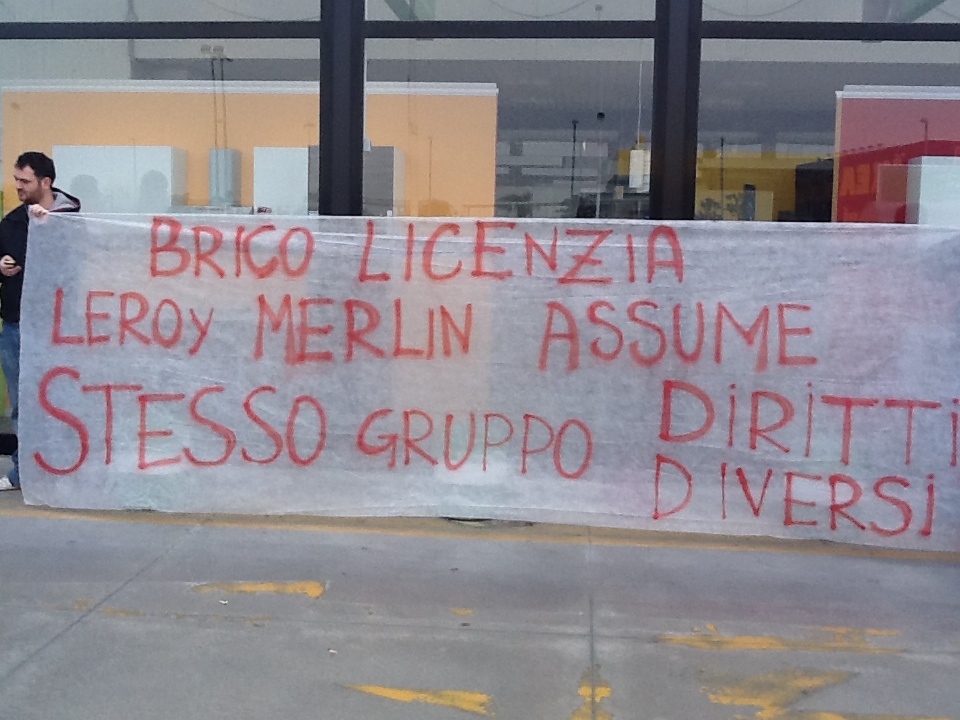 BRICO LICENZIA
LEROY MERLIN ASSUME
STESSO GRUPPO DIRITTI
DIVERSI